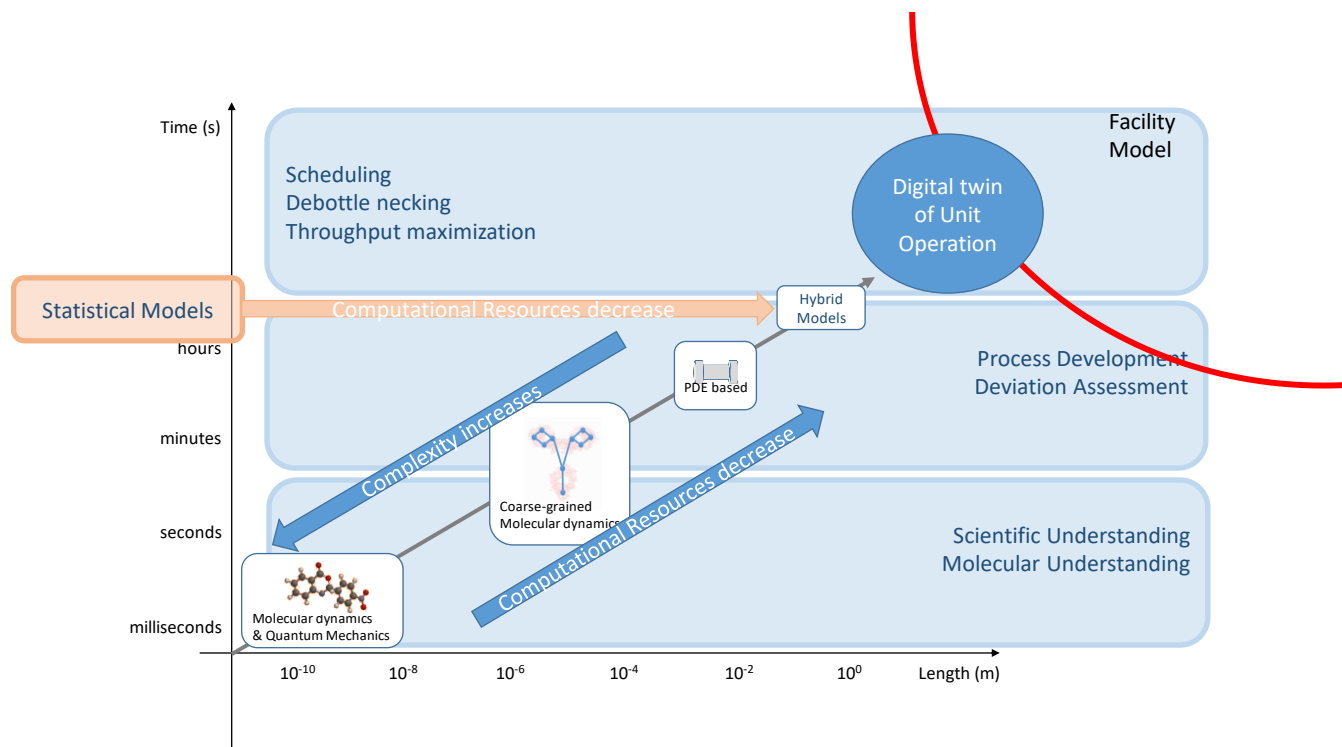 Time (s)
Facility
Model
Scheduling
Debottle necking
Throughput maximization
Digital twin
of Unit
Operation
Statistical Models
Computational Resources decrease
Hybrid
Models
hours
Process Development
Deviation Assessment
PDE based
Complexity increases
minutes
Computational Resources decrease
Coarse-grained
Molecular dynamics
seconds
Scientific Understanding
Molecular Understanding
Molecular dynamics
& Quantum Mechanics
milliseconds
10⁻¹⁰ 10⁻⁸ 10⁻⁶ 10⁻⁴ 10⁻² 10⁰ Length (m)